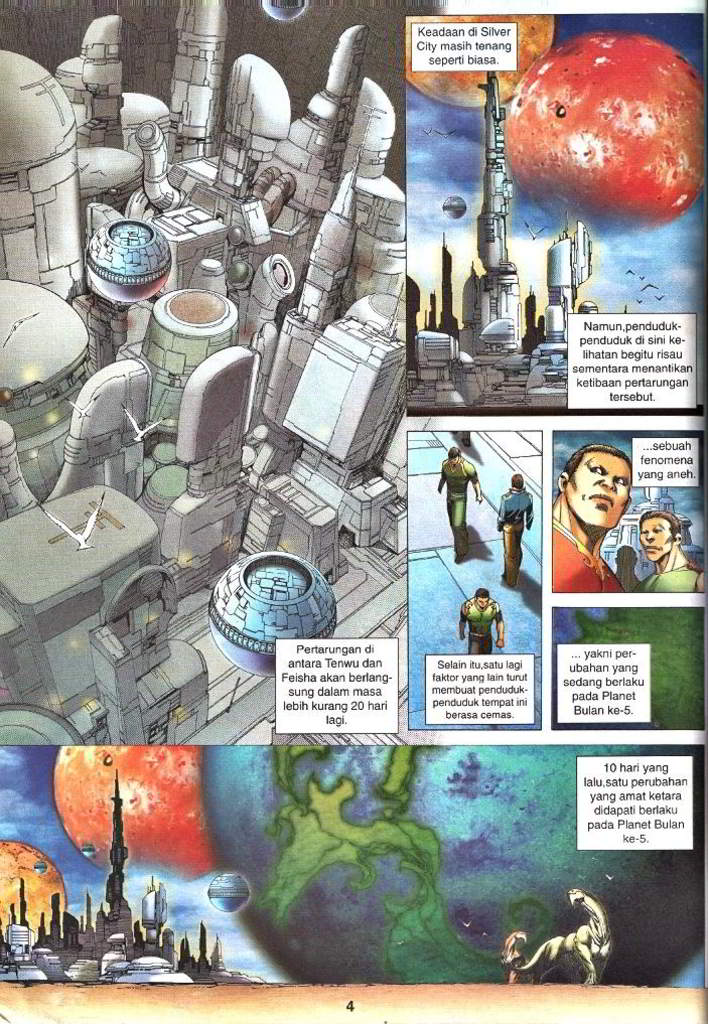 Keadaan di Silver
City masih tenang
seperti biasa.
Namun,penduduk-
penduduk di sini ke-
lihatan begitu risau
sementara menantikan
ketibaan pertarungan
tersebut.
Pertarungan di
antara Tenwu dan
Feisha akan berlang-
sung dalam masa
lebih kurang 20 hari
lagi.
Selain itu,satu lagi
faktor yang lain turut
membuat penduduk-
penduduk tempat ini
berasa cemas.
...sebuah
fenomena
yang aneh.
... yakni per-
ubahan yang
sedang berlaku
pada Planet
Bulan ke-5.
10 hari yang
lalu,satu perubahan
yang amat ketara
didapati berlaku
pada Planet Bulan
ke-5.
4